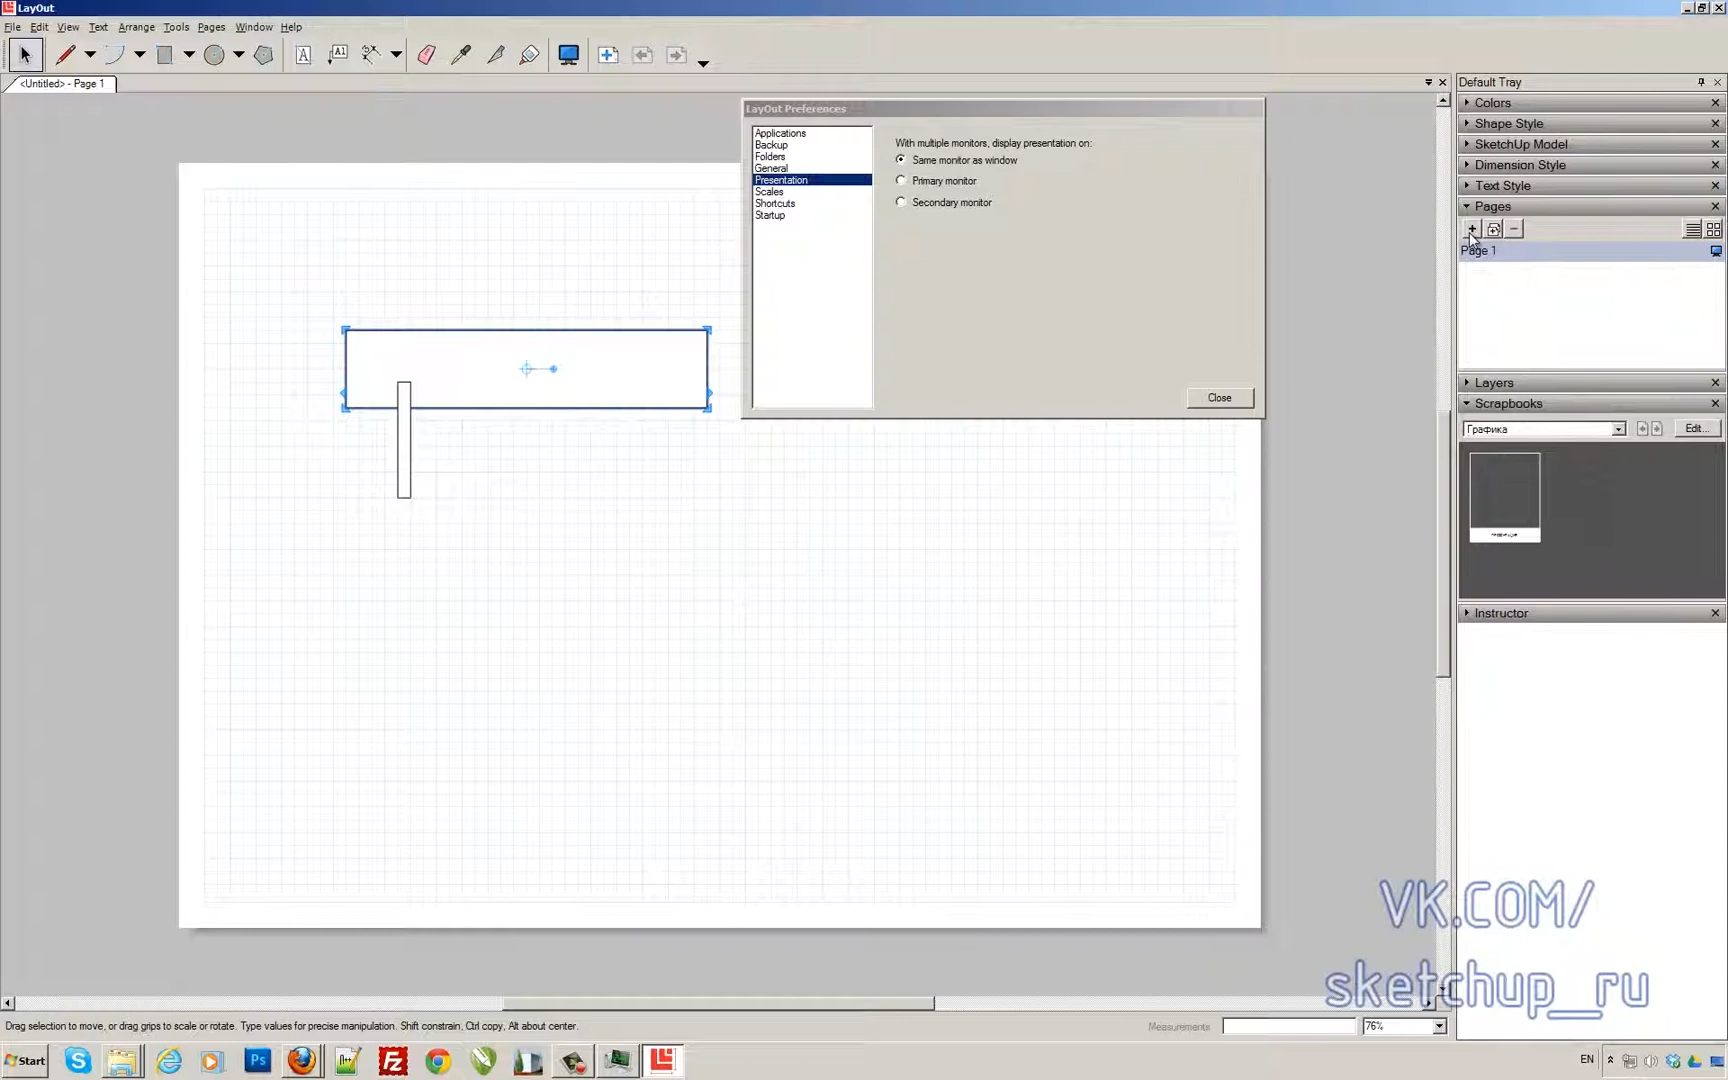 LayOut
File Edit View Text Arrange Tools Pages Window Help
<Untitled> - Page 1
LayOut Preferences
Applications
Backup
Folders
General
Presentation
Scales
Shortcuts
Startup
With multiple monitors, display presentation on:
Same monitor as window
Primary monitor
Secondary monitor
Close
Default Tray
Colors
Shape Style
SketchUp Model
Dimension Style
Text Style
Pages
Page 1
Layers
Scrapbooks
Графика
Edit...
Instructor
VK.COM/
sketchup_ru
Drag selection to move, or drag grips to scale or rotate. Type values for precise manipulation. Shift constrain, Ctrl copy, Alt about center.
Measurements
76%
Start
EN